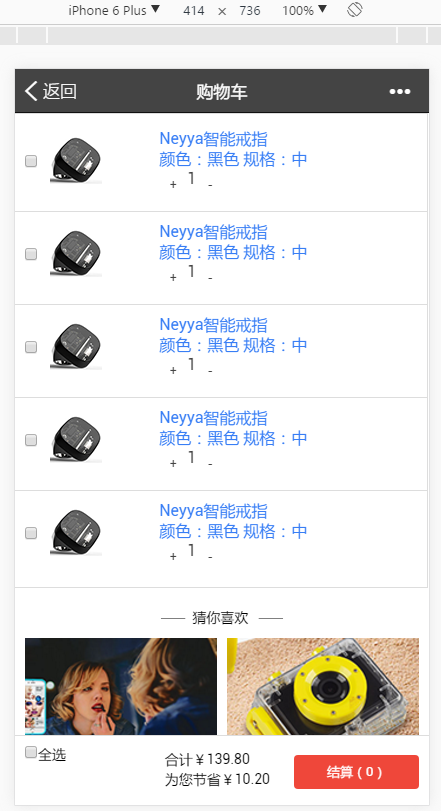 iPhone 6 Plus ▼ 414 × 736 100% ▼
返回 购物车 •••
Neyya智能戒指
颜色：黑色 规格：中
+ 1 -
Neyya智能戒指
颜色：黑色 规格：中
+ 1 -
Neyya智能戒指
颜色：黑色 规格：中
+ 1 -
Neyya智能戒指
颜色：黑色 规格：中
+ 1 -
Neyya智能戒指
颜色：黑色 规格：中
+ 1 -
猜你喜欢
全选
合计￥139.80
为您节省￥10.20
结算（0）